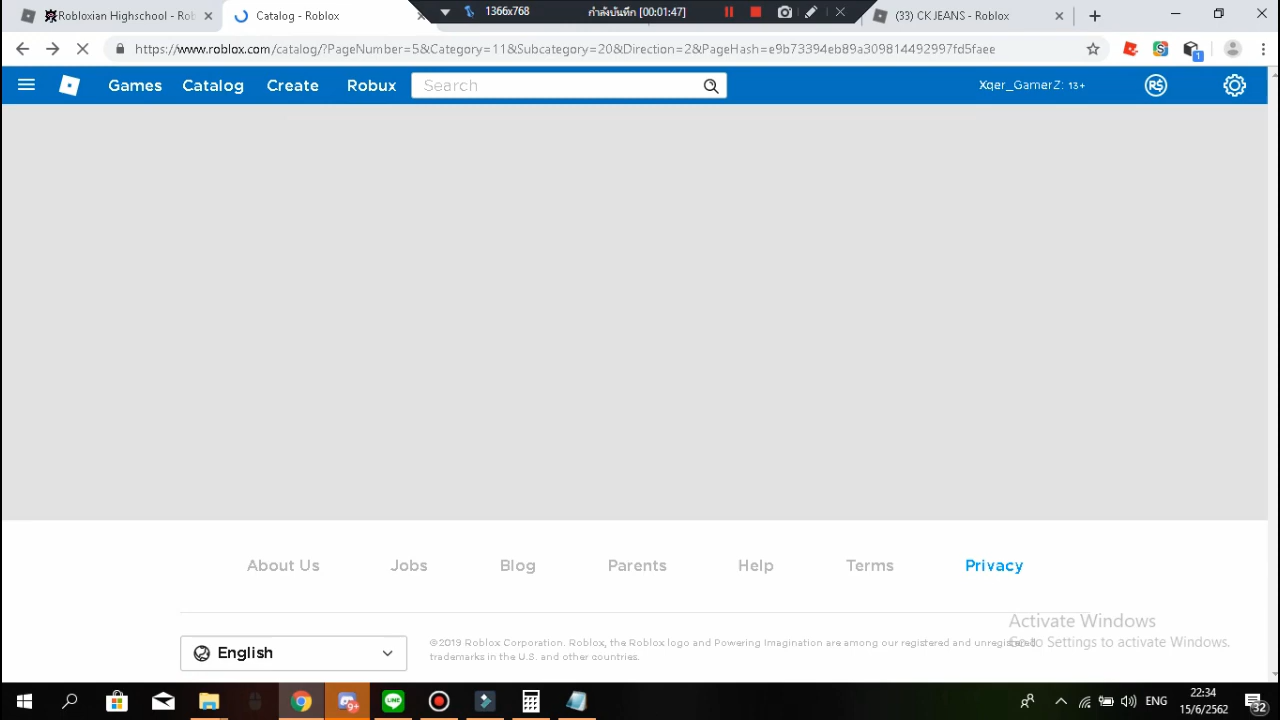 Robloxian Highschool - Rob
Catalog - Roblox
1366x768
กำลังบันทึก [00:01:47]
(33) CK JEANS - Roblox
https://www.roblox.com/catalog/?PageNumber=5&Category=11&Subcategory=20&Direction=2&PageHash=e9b73394eb89a309814492997fd5faee
1
Games Catalog Create Robux Search Xqer_GamerZ: 13+ R$
About Us Jobs Blog Parents Help Terms Privacy
Activate Windows
Go to Settings to activate Windows.
English
©2019 Roblox Corporation. Roblox, the Roblox logo and Powering Imagination are among our registered and unregistered
trademarks in the U.S. and other countries.
9+
LINE
ENG
22:34
15/6/2562
32